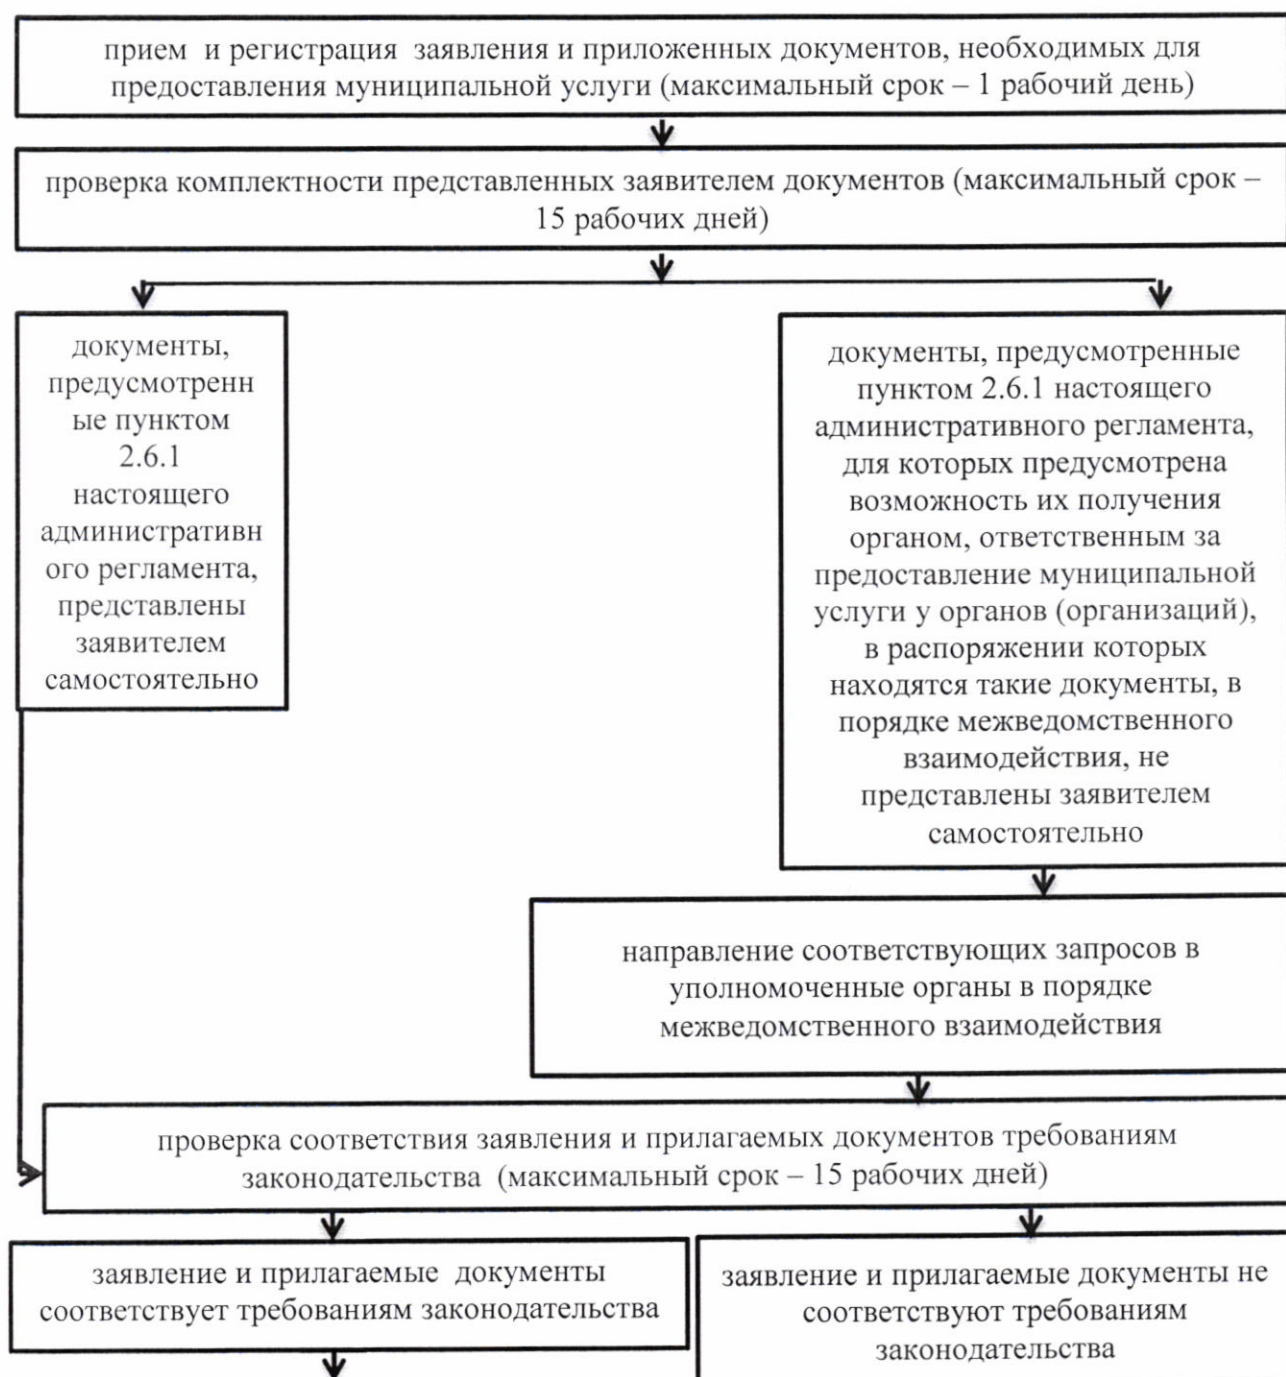 прием и регистрация заявления и приложенных документов, необходимых для
предоставления муниципальной услуги (максимальный срок – 1 рабочий день)
проверка комплектности представленных заявителем документов (максимальный срок –
15 рабочих дней)
документы,
предусмотренн
ые пунктом
2.6.1
настоящего
административн
ого регламента,
представлены
заявителем
самостоятельно
документы, предусмотренные
пунктом 2.6.1 настоящего
административного регламента,
для которых предусмотрена
возможность их получения
органом, ответственным за
предоставление муниципальной
услуги у органов (организаций),
в распоряжении которых
находятся такие документы, в
порядке межведомственного
взаимодействия, не
представлены заявителем
самостоятельно
направление соответствующих запросов в
уполномоченные органы в порядке
межведомственного взаимодействия
проверка соответствия заявления и прилагаемых документов требованиям
законодательства (максимальный срок – 15 рабочих дней)
заявление и прилагаемые документы
соответствует требованиям законодательства
заявление и прилагаемые документы не
соответствуют требованиям
законодательства